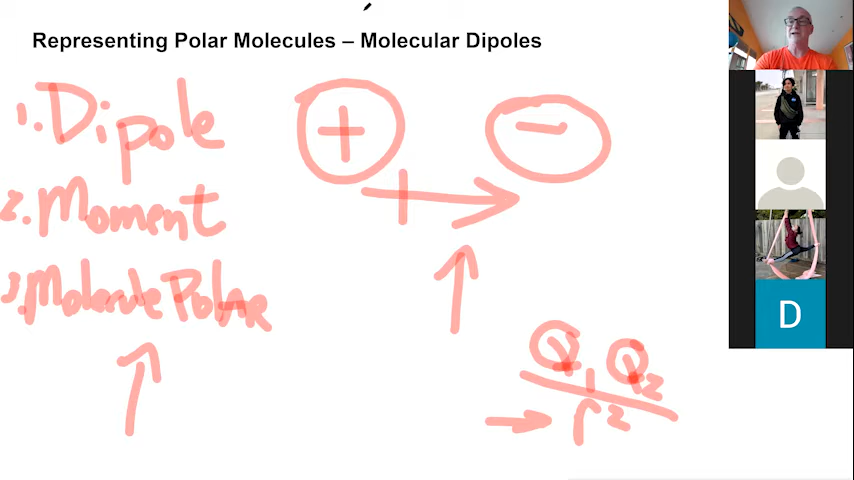 Representing Polar Molecules – Molecular Dipoles
1. Dipole
2. Moment
3. Molecule Polar
+
−
Q1 Q2
r2
D